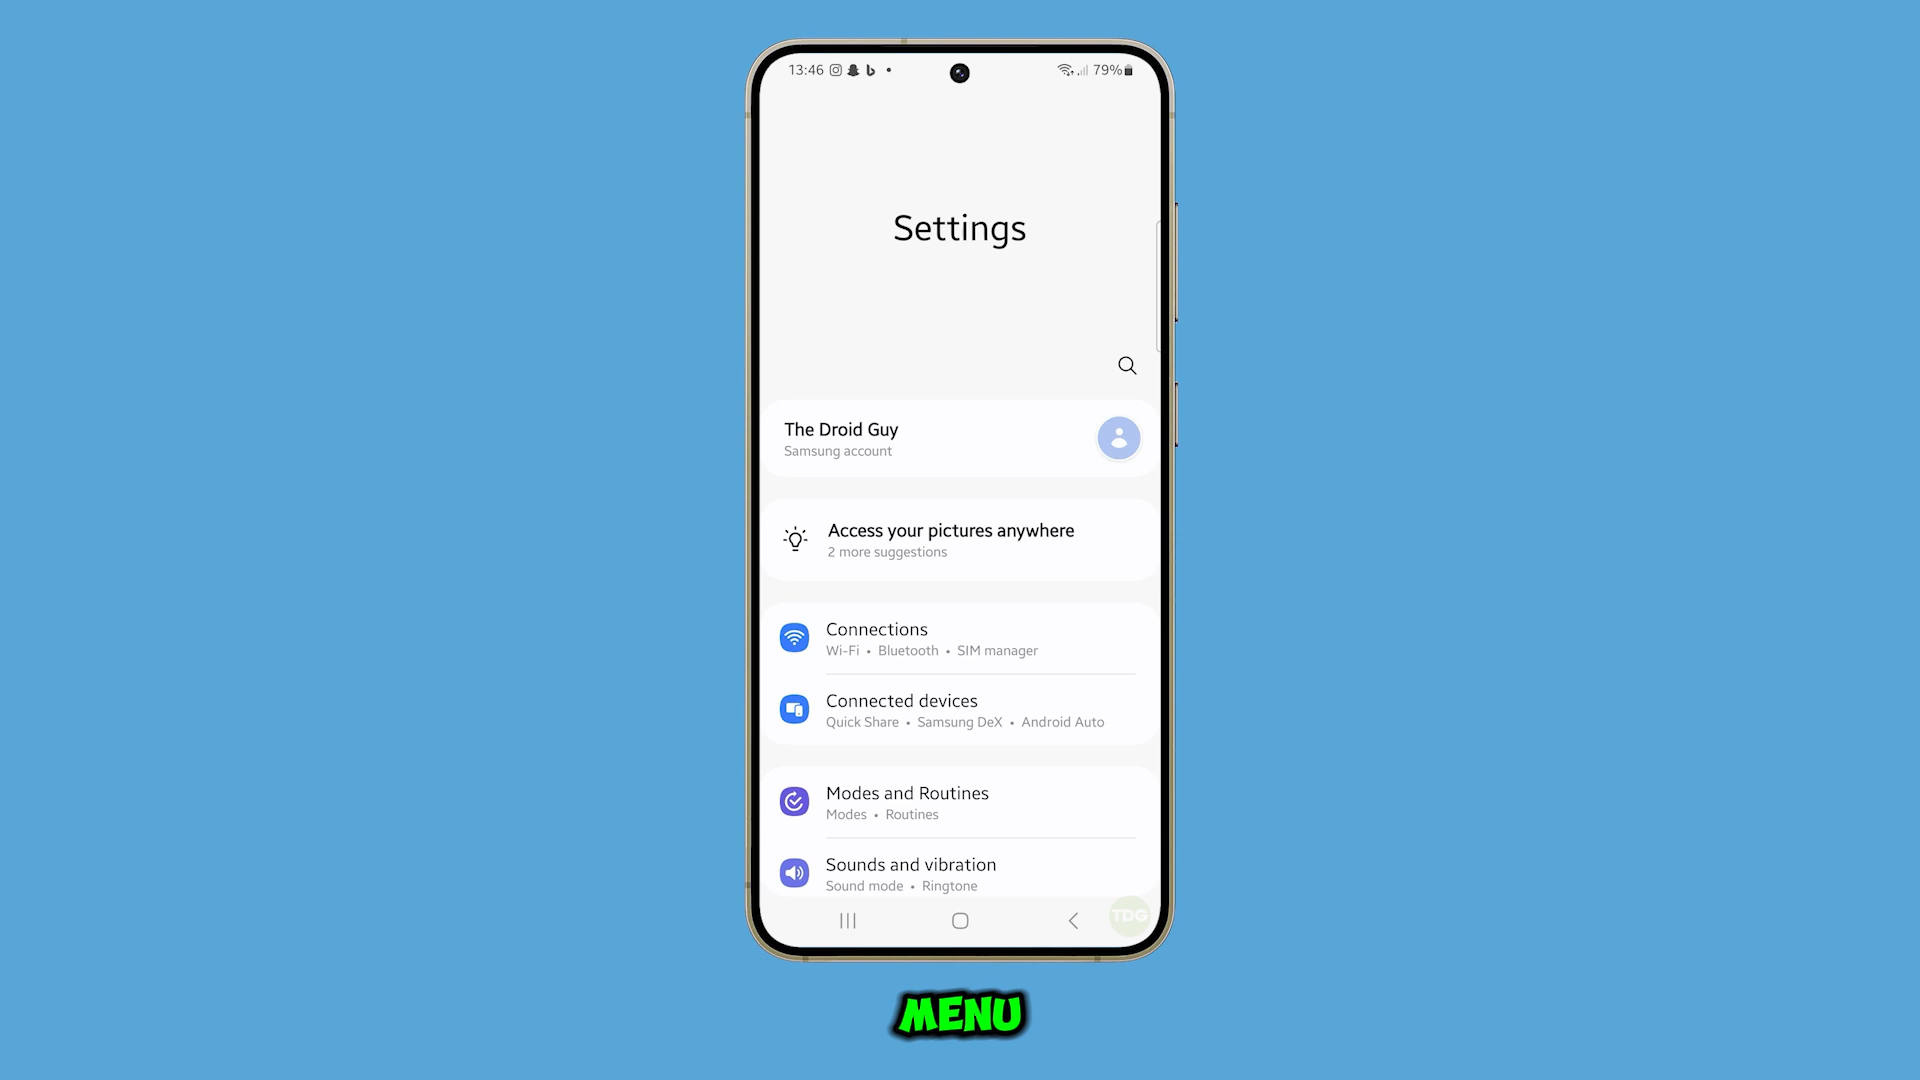 13:46 79%
Settings
The Droid Guy
Samsung account
Access your pictures anywhere
2 more suggestions
Connections
Wi-Fi • Bluetooth • SIM manager
Connected devices
Quick Share • Samsung DeX • Android Auto
Modes and Routines
Modes • Routines
Sounds and vibration
Sound mode • Ringtone
TDG
MENU